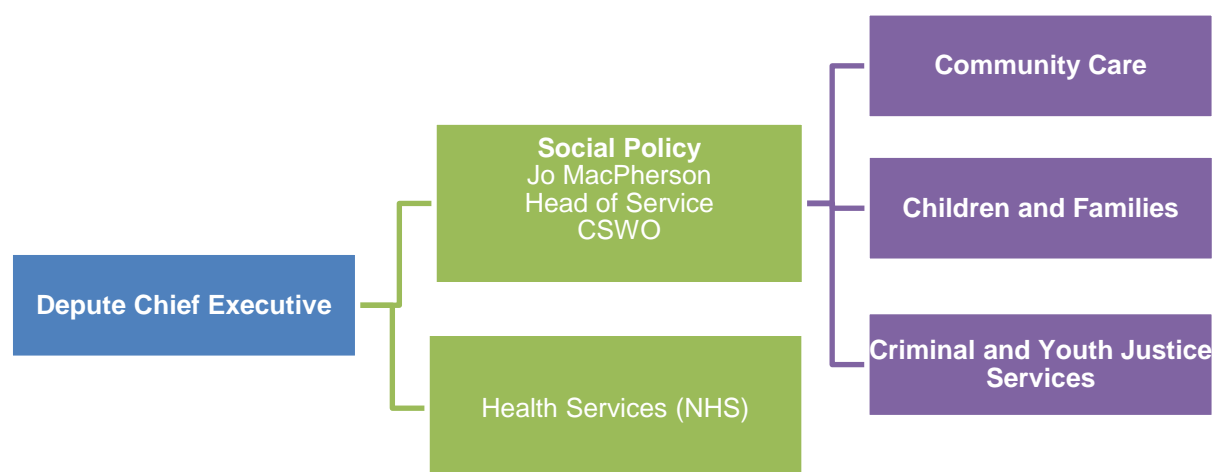 Depute Chief Executive
Social Policy
Jo MacPherson
Head of Service
CSWO
Health Services (NHS)
Community Care
Children and Families
Criminal and Youth Justice
Services